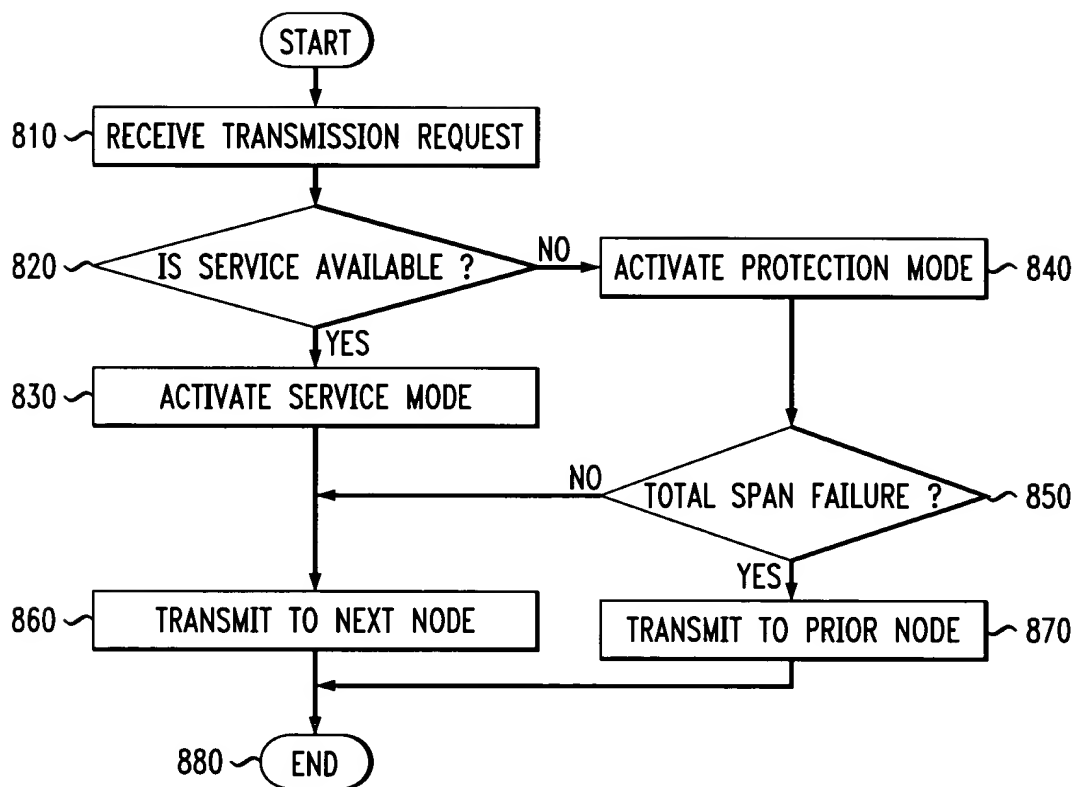 START
810 RECEIVE TRANSMISSION REQUEST
820 IS SERVICE AVAILABLE ? NO ACTIVATE PROTECTION MODE 840
YES
830 ACTIVATE SERVICE MODE
NO TOTAL SPAN FAILURE ? 850
YES
860 TRANSMIT TO NEXT NODE TRANSMIT TO PRIOR NODE 870
880 END